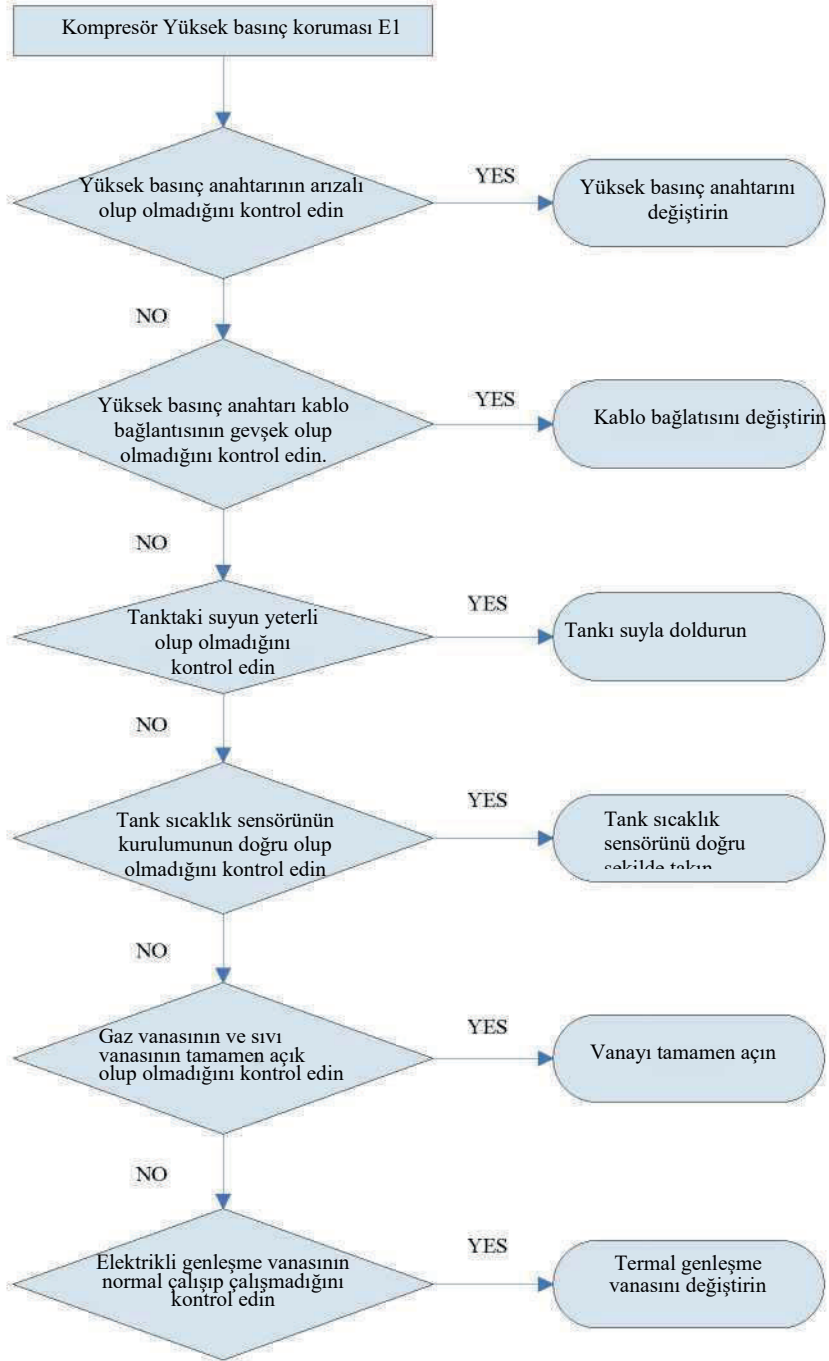 Kompresör Yüksek basınç koruması E1
Yüksek basınç anahtarının arızalı
olup olmadığını kontrol edin
YES
Yüksek basınç anahtarını
değiştirin
NO
Yüksek basınç anahtarı kablo
bağlantısının gevşek olup
olmadığını kontrol edin.
YES
Kablo bağlatısını değiştirin
NO
Tanktaki suyun yeterli
olup olmadığını
kontrol edin
YES
Tankı suyla doldurun
NO
Tank sıcaklık sensörünün
kurulumunun doğru olup
olmadığını kontrol edin
YES
Tank sıcaklık
sensörünü doğru
şekilde takın
NO
Gaz vanasının ve sıvı
vanasının tamamen açık
olup olmadığını kontrol edin
YES
Vanayı tamamen açın
NO
Elektrikli genleşme vanasının
normal çalışıp çalışmadığını
kontrol edin
YES
Termal genleşme
vanasını değiştirin